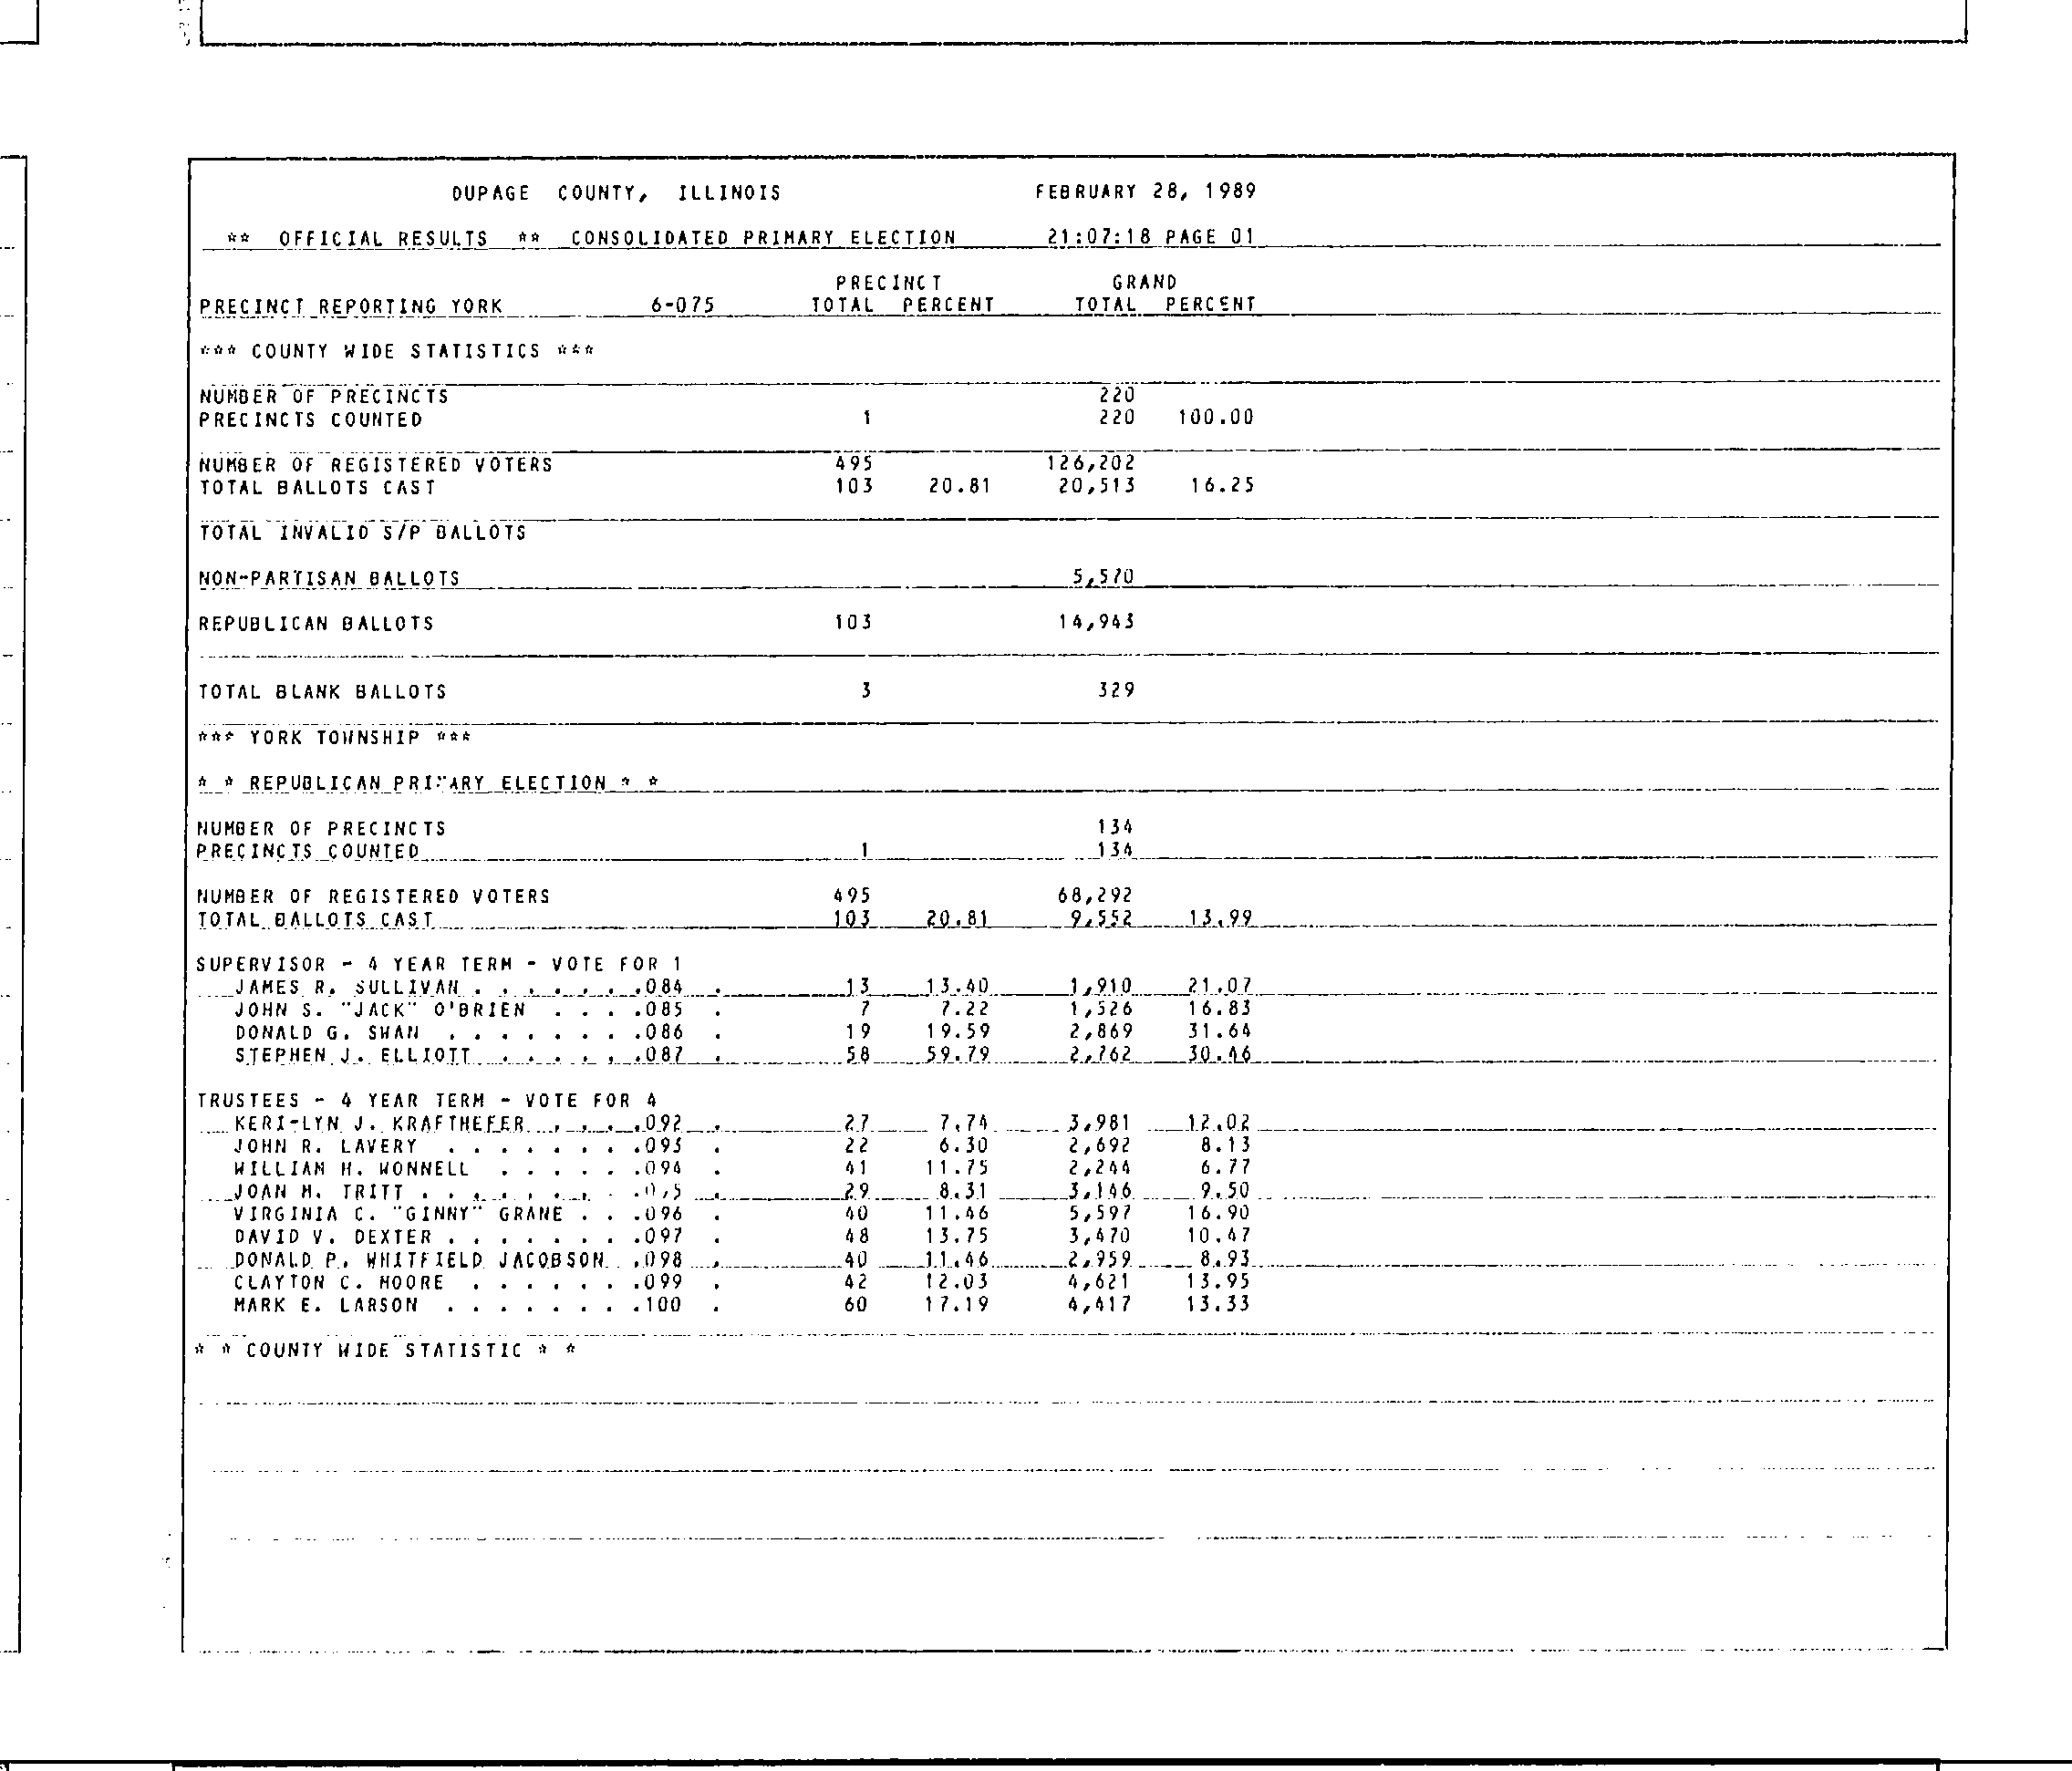 DUPAGE COUNTY, ILLINOIS FEBRUARY 28, 1989
** OFFICIAL RESULTS ** CONSOLIDATED PRIMARY ELECTION 21:07:18 PAGE 01
PRECINCT GRAND
PRECINCT REPORTING YORK 6-075 TOTAL PERCENT TOTAL PERCENT
*** COUNTY WIDE STATISTICS ***
NUMBER OF PRECINCTS 220
PRECINCTS COUNTED 1 220 100.00
NUMBER OF REGISTERED VOTERS 495 126,202
TOTAL BALLOTS CAST 103 20.81 20,513 16.25
TOTAL INVALID S/P BALLOTS
NON-PARTISAN BALLOTS 5,570
REPUBLICAN BALLOTS 103 14,943
TOTAL BLANK BALLOTS 3 329
*** YORK TOWNSHIP ***
* * REPUBLICAN PRIMARY ELECTION * *
NUMBER OF PRECINCTS 134
PRECINCTS COUNTED 1 134
NUMBER OF REGISTERED VOTERS 495 68,292
TOTAL BALLOTS CAST 103 20.81 9,552 13.99
SUPERVISOR - 4 YEAR TERM - VOTE FOR 1
JAMES R. SULLIVAN . . . . . . .084 . 13 13.40 1,910 21.07
JOHN S. "JACK" O'BRIEN . . . .085 . 7 7.22 1,526 16.83
DONALD G. SWAN . . . . . . . .086 . 19 19.59 2,869 31.64
STEPHEN J. ELLIOTT . . . . . .087 . 58 59.79 2,762 30.46
TRUSTEES - 4 YEAR TERM - VOTE FOR 4
KERI-LYN J. KRAFTHEFER . . . .092 . 27 7.74 3,981 12.02
JOHN R. LAVERY . . . . . . . .093 . 22 6.30 2,692 8.13
WILLIAM H. WONNELL . . . . . .094 . 41 11.75 2,244 6.77
JOAN M. TRITT . . . . . . . . 29 8.31 3,146 9.50
VIRGINIA C. "GINNY" GRANE . . .096 . 40 11.46 5,597 16.90
DAVID V. DEXTER . . . . . . . .097 . 48 13.75 3,470 10.47
DONALD P. WHITFIELD JACOBSON .098 . 40 11.46 2,959 8.93
CLAYTON C. MOORE . . . . . . .099 . 42 12.03 4,621 13.95
MARK E. LARSON . . . . . . . .100 . 60 17.19 4,417 13.33
* * COUNTY WIDE STATISTIC * *